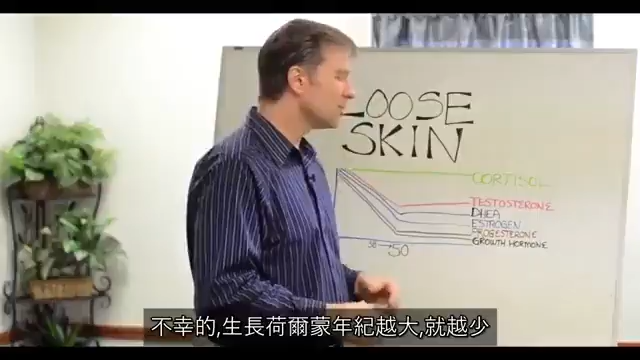 LOOSE
SKIN
CORTISOL
TESTOSTERONE
DHEA
ESTROGEN
PROGESTERONE
GROWTH HORMONE
50
不幸的,生長荷爾蒙年紀越大,就越少